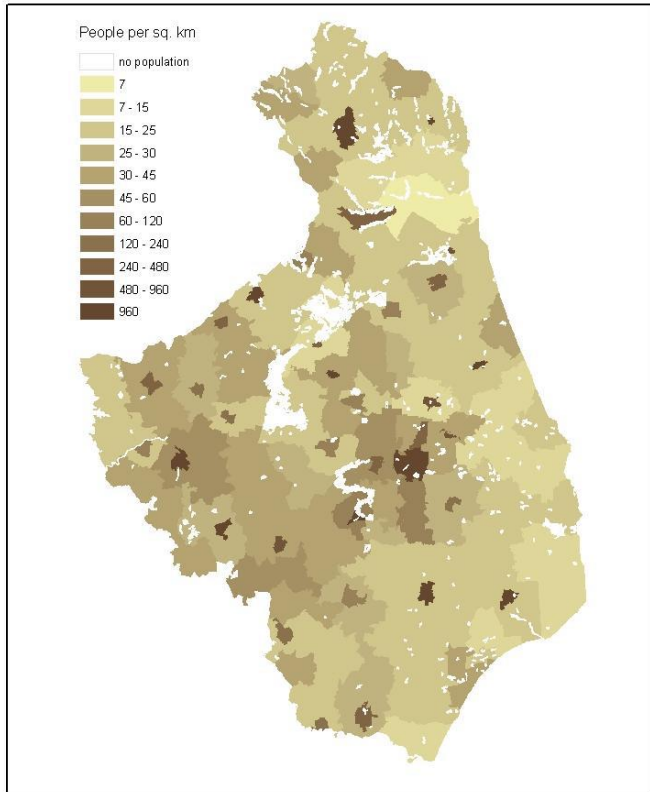 People per sq. km
no population
7
7 - 15
15 - 25
25 - 30
30 - 45
45 - 60
60 - 120
120 - 240
240 - 480
480 - 960
960